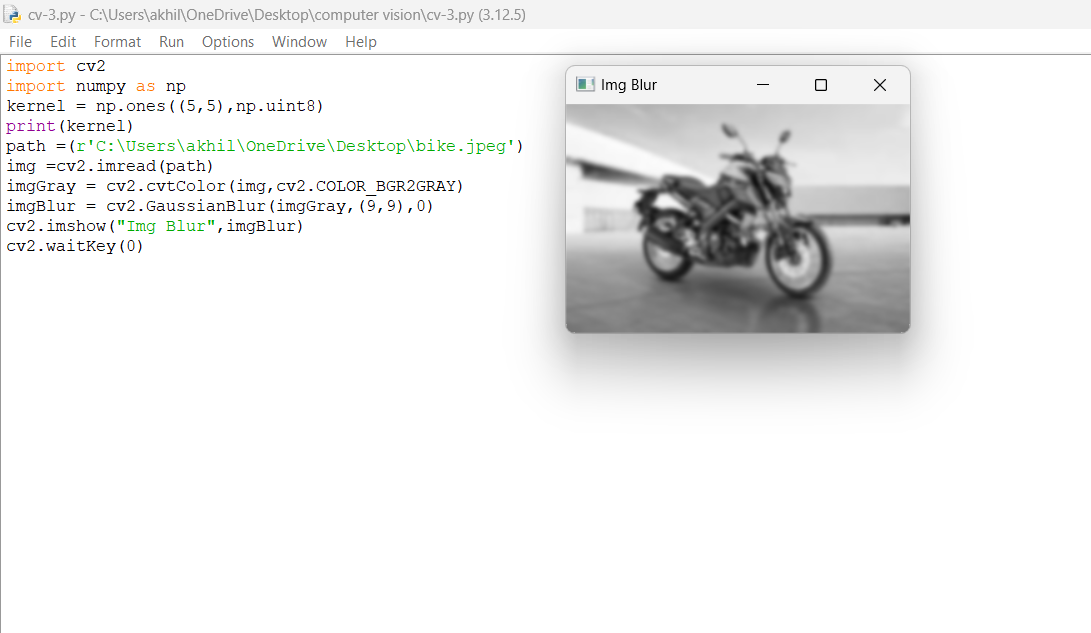 cv-3.py - C:\Users\akhil\OneDrive\Desktop\computer vision\cv-3.py (3.12.5)
File Edit Format Run Options Window Help
import cv2
import numpy as np
kernel = np.ones((5,5),np.uint8)
print(kernel)
path =(r'C:\Users\akhil\OneDrive\Desktop\bike.jpeg')
img =cv2.imread(path)
imgGray = cv2.cvtColor(img,cv2.COLOR_BGR2GRAY)
imgBlur = cv2.GaussianBlur(imgGray,(9,9),0)
cv2.imshow("Img Blur",imgBlur)
cv2.waitKey(0)
Img Blur